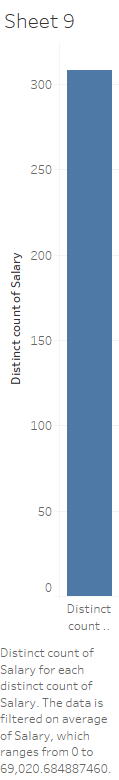 Sheet 9
300
250
200
150
100
50
0
Distinct count of Salary
Distinct
count ..
Distinct count of
Salary for each
distinct count of
Salary. The data is
filtered on average
of Salary, which
ranges from 0 to
69,020.684887460.